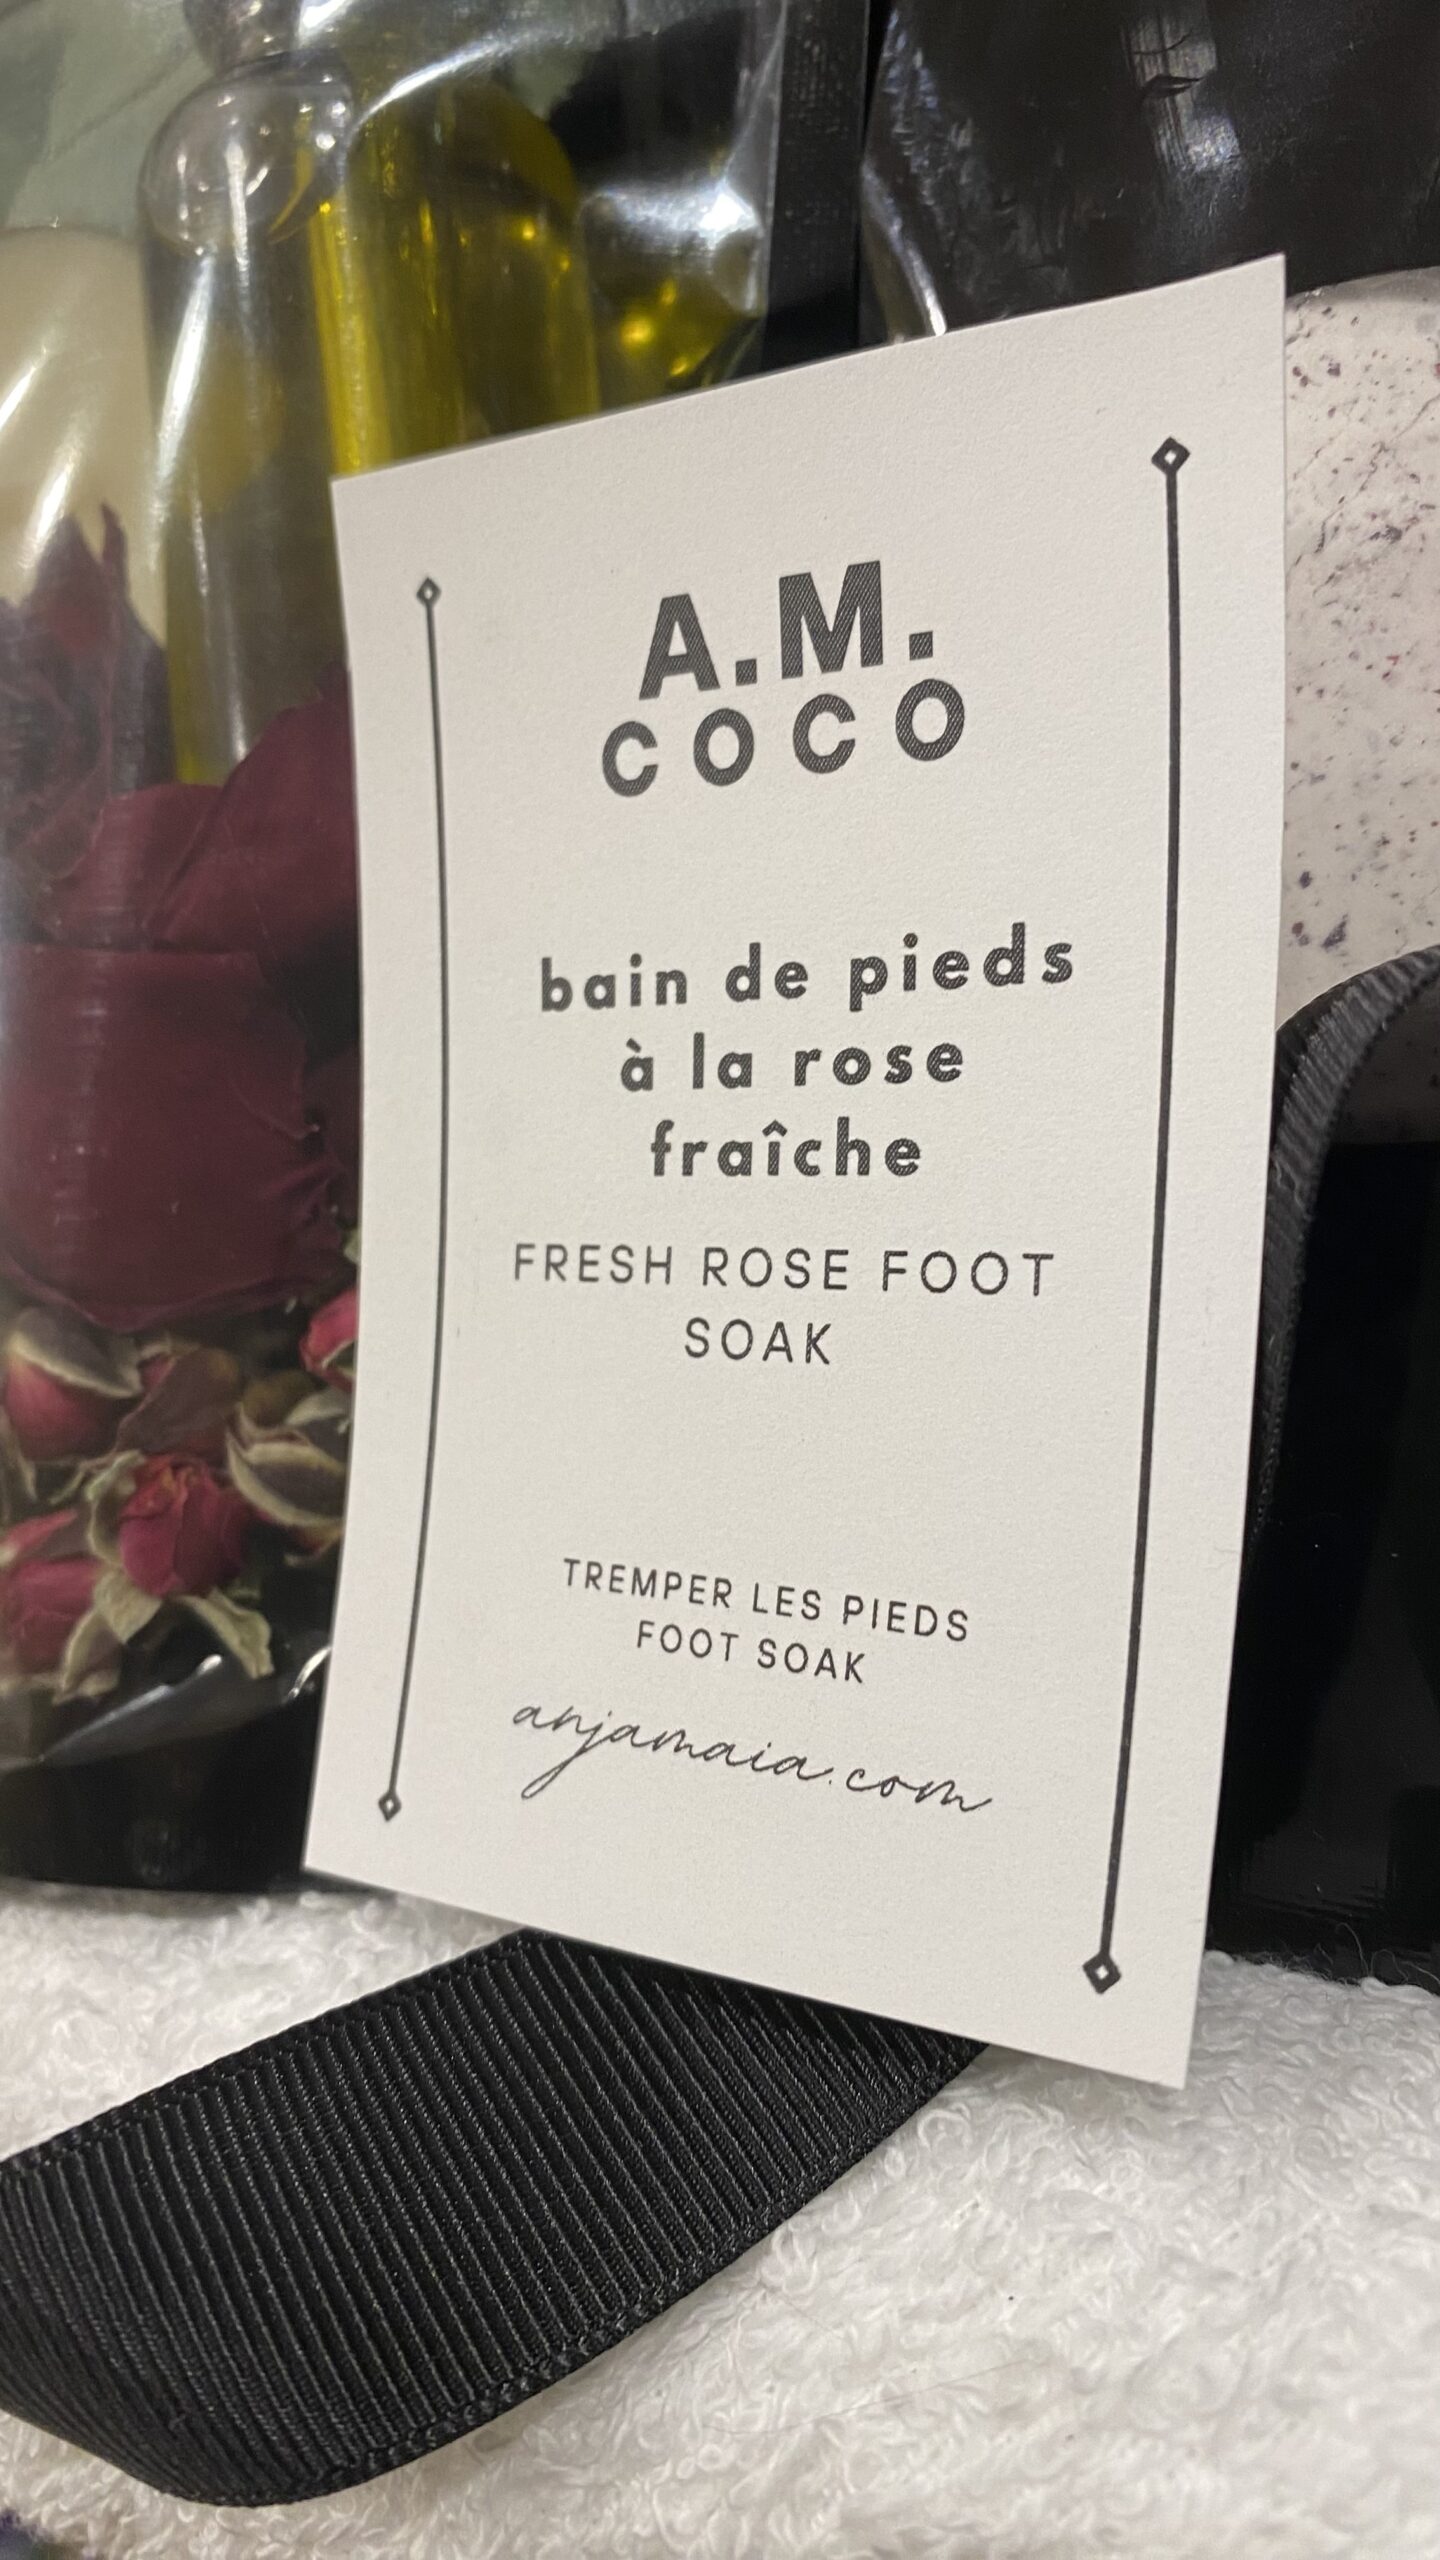 A.M.
COCO
bain de pieds
à la rose
fraîche
FRESH ROSE FOOT
SOAK
TREMPER LES PIEDS
FOOT SOAK
anjamaia.com